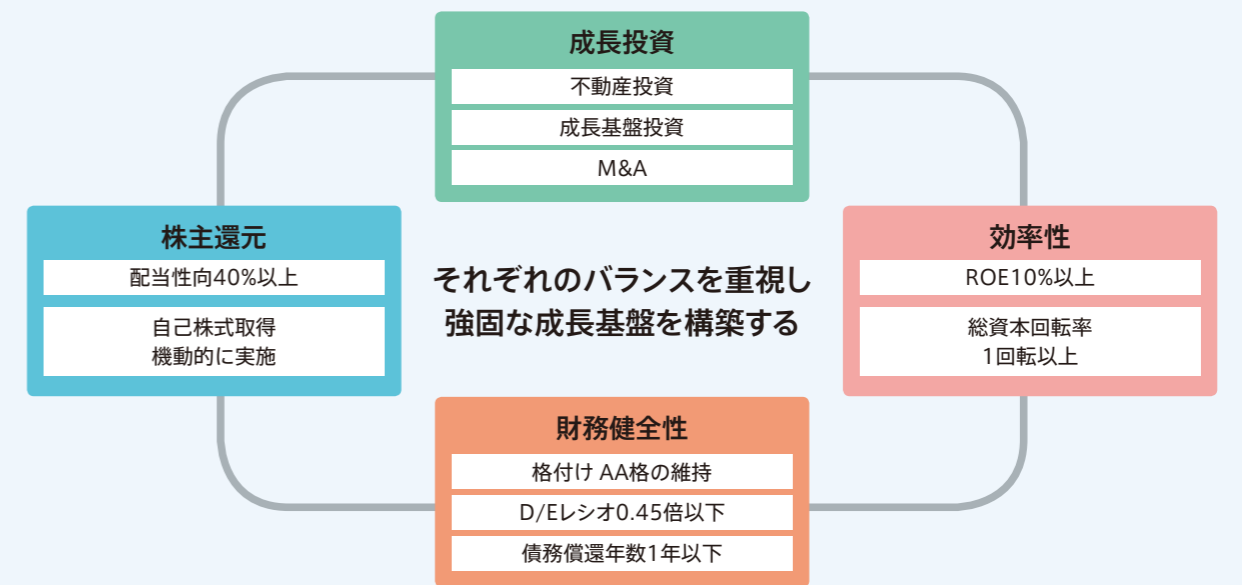 成長投資
不動産投資
成長基盤投資
M&A
株主還元
配当性向40%以上
自己株式取得
機動的に実施
それぞれのバランスを重視し
強固な成長基盤を構築する
効率性
ROE10%以上
総資本回転率
1回転以上
財務健全性
格付け AA格の維持
D/Eレシオ0.45倍以下
債務償還年数1年以下